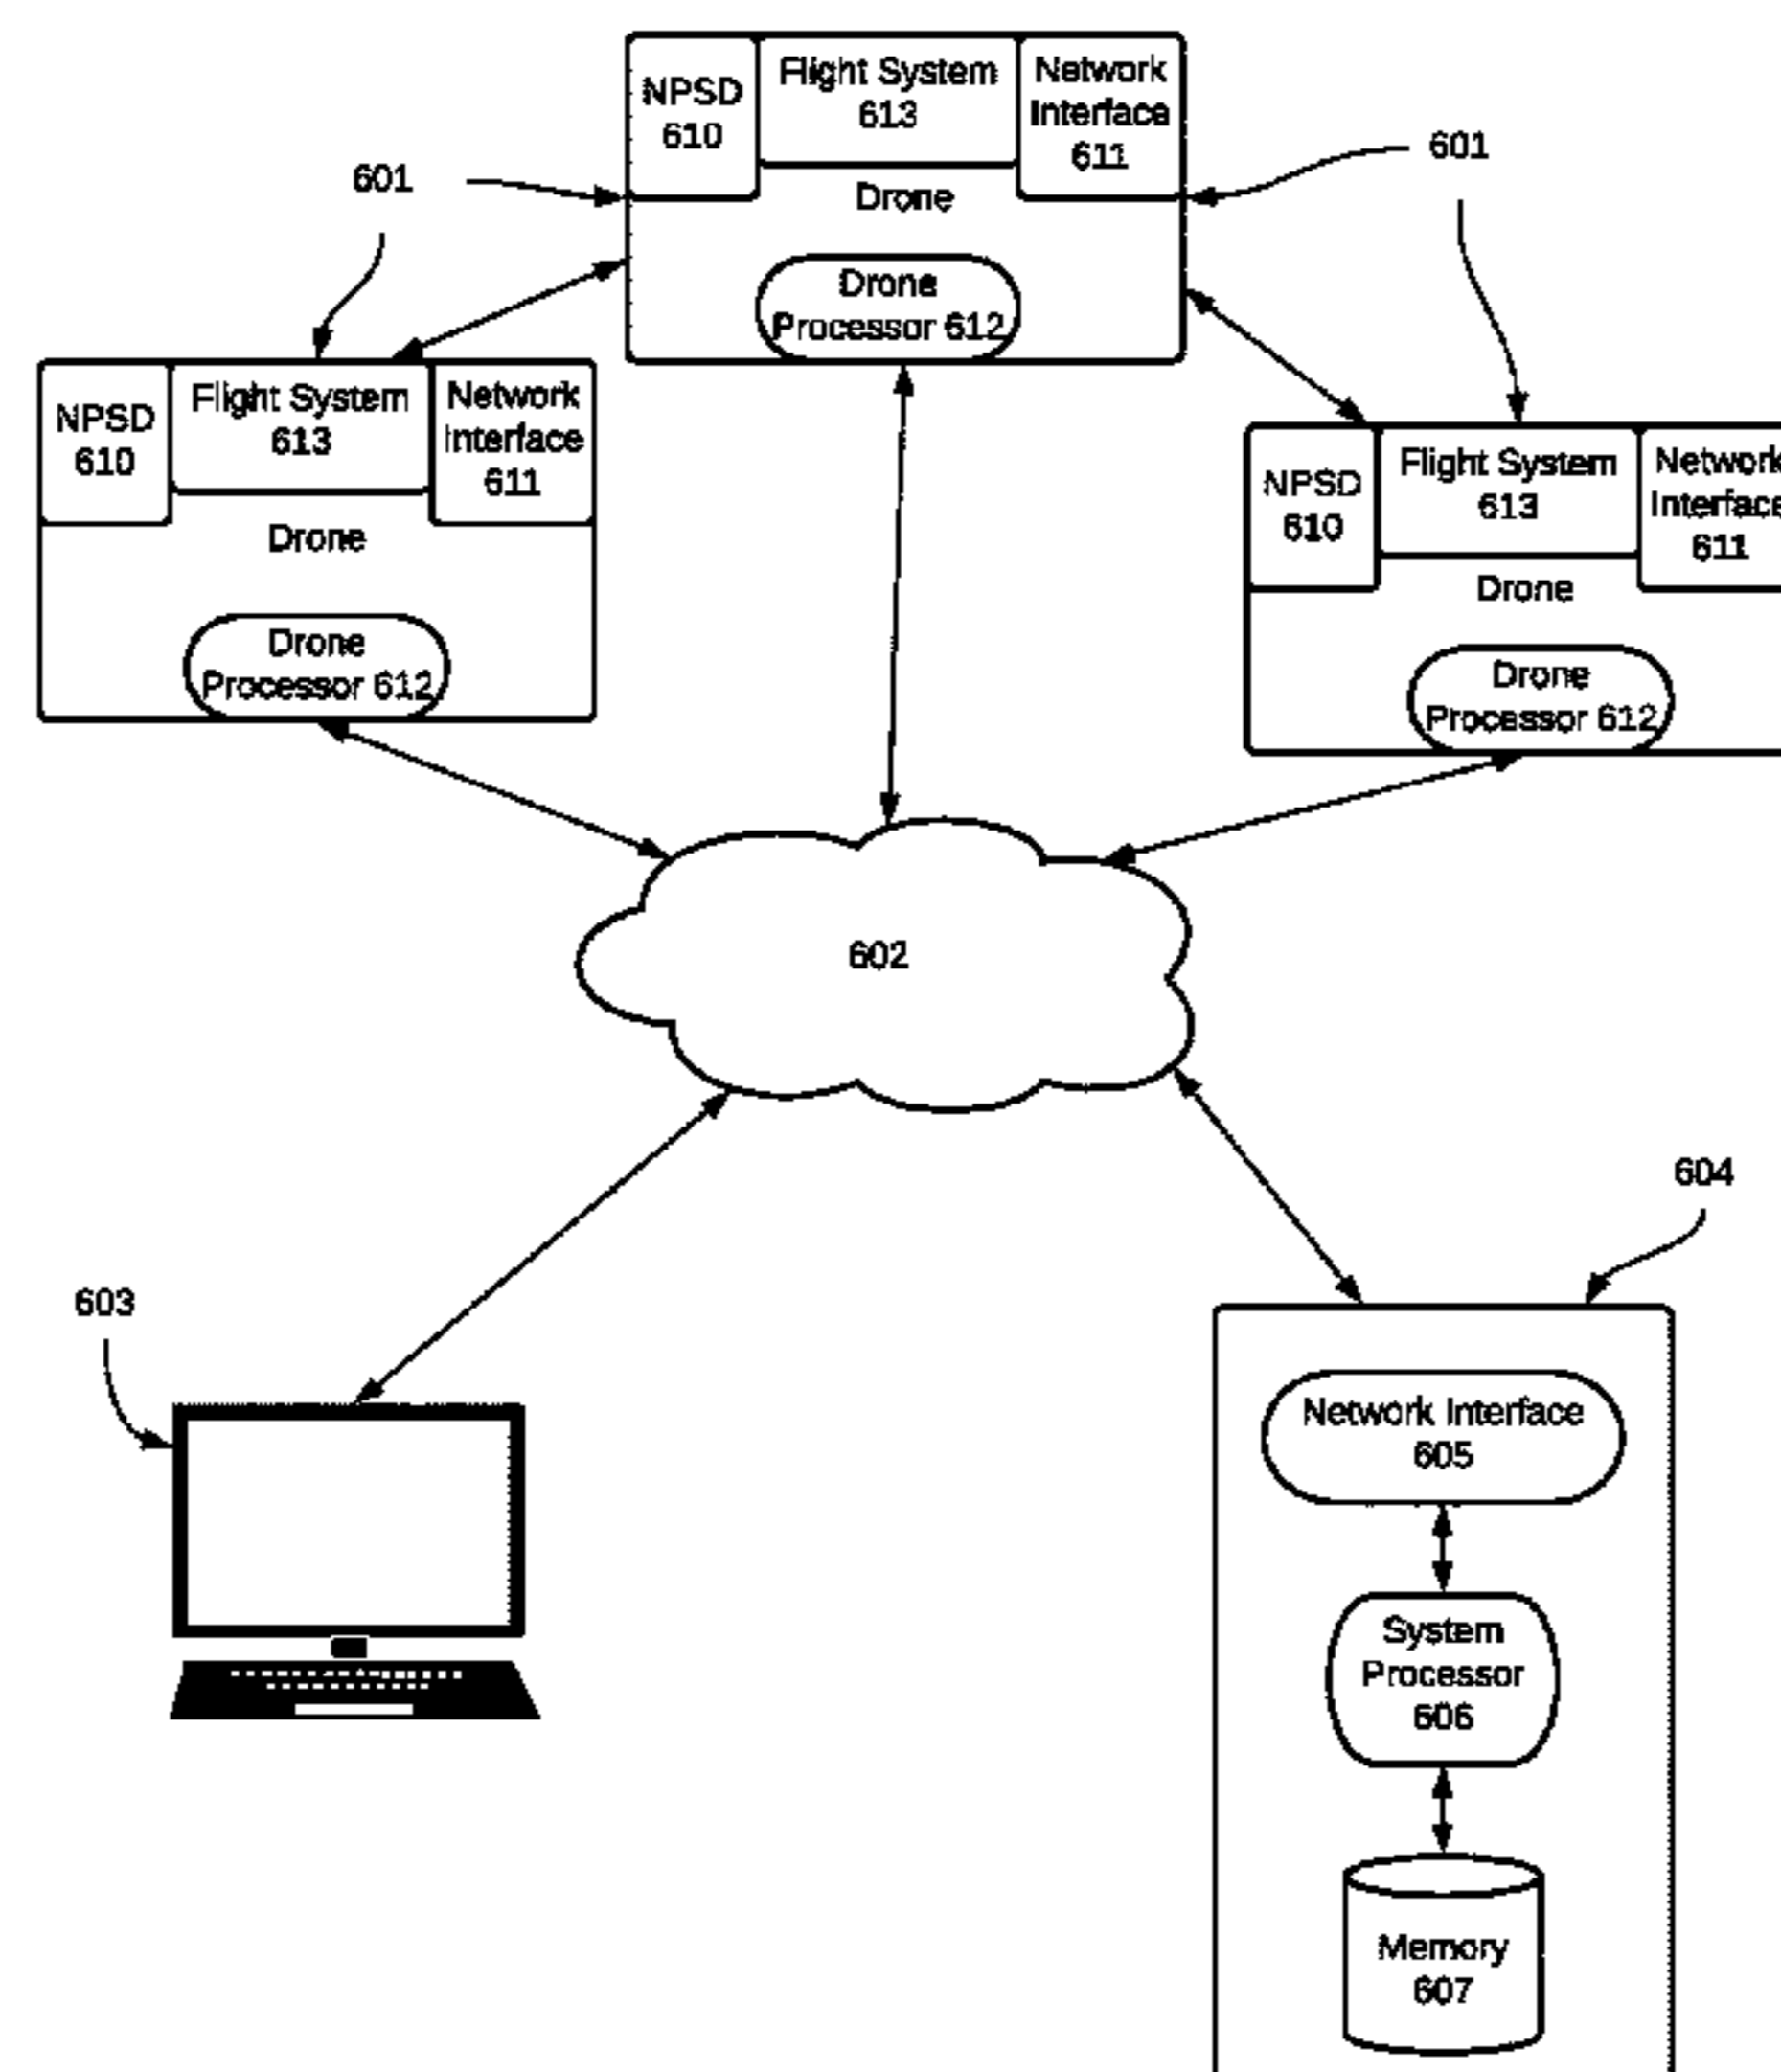 NPSD
610
Flight System
613
Network
Interface
611
Drone
Drone
Processor 612
601
601
NPSD
610
Flight System
613
Network
Interface
611
Drone
Drone
Processor 612
NPSD
610
Flight System
613
Network
Interface
611
Drone
Drone
Processor 612
602
604
603
Network Interface
605
System
Processor
606
Memory
607